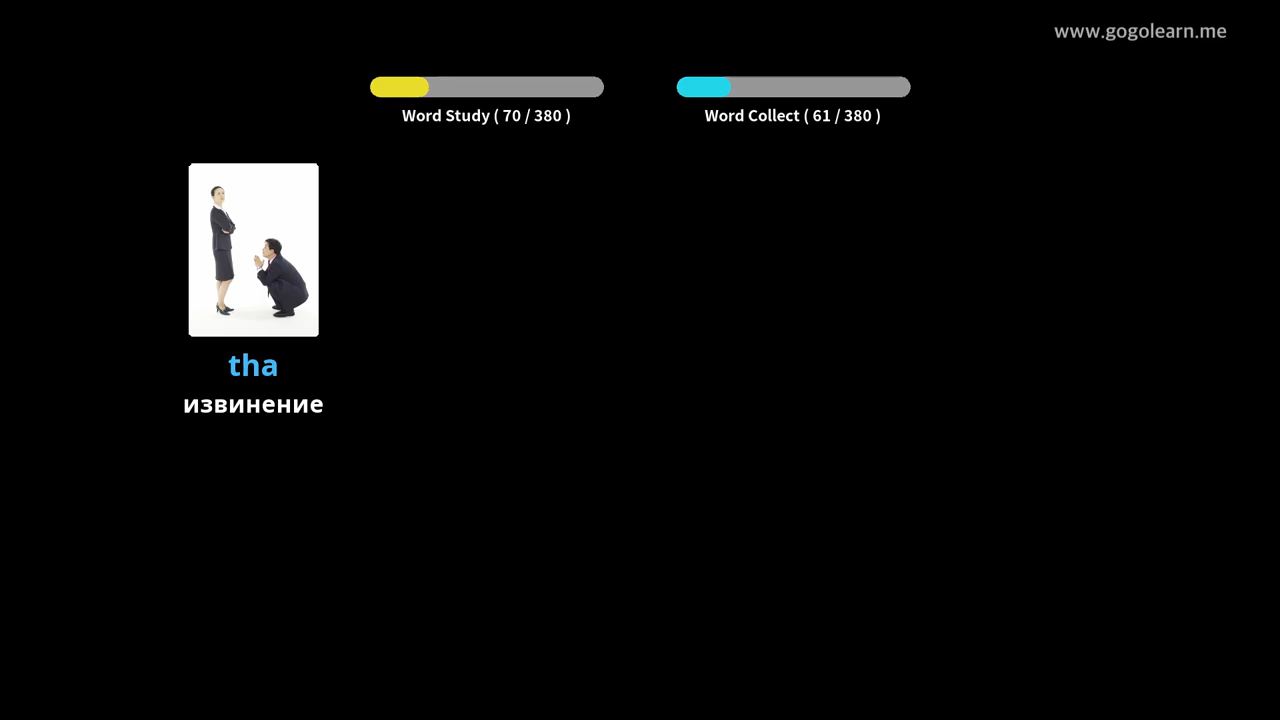 www.gogolearn.me
Word Study ( 70 / 380 )
Word Collect ( 61 / 380 )
tha
извинение